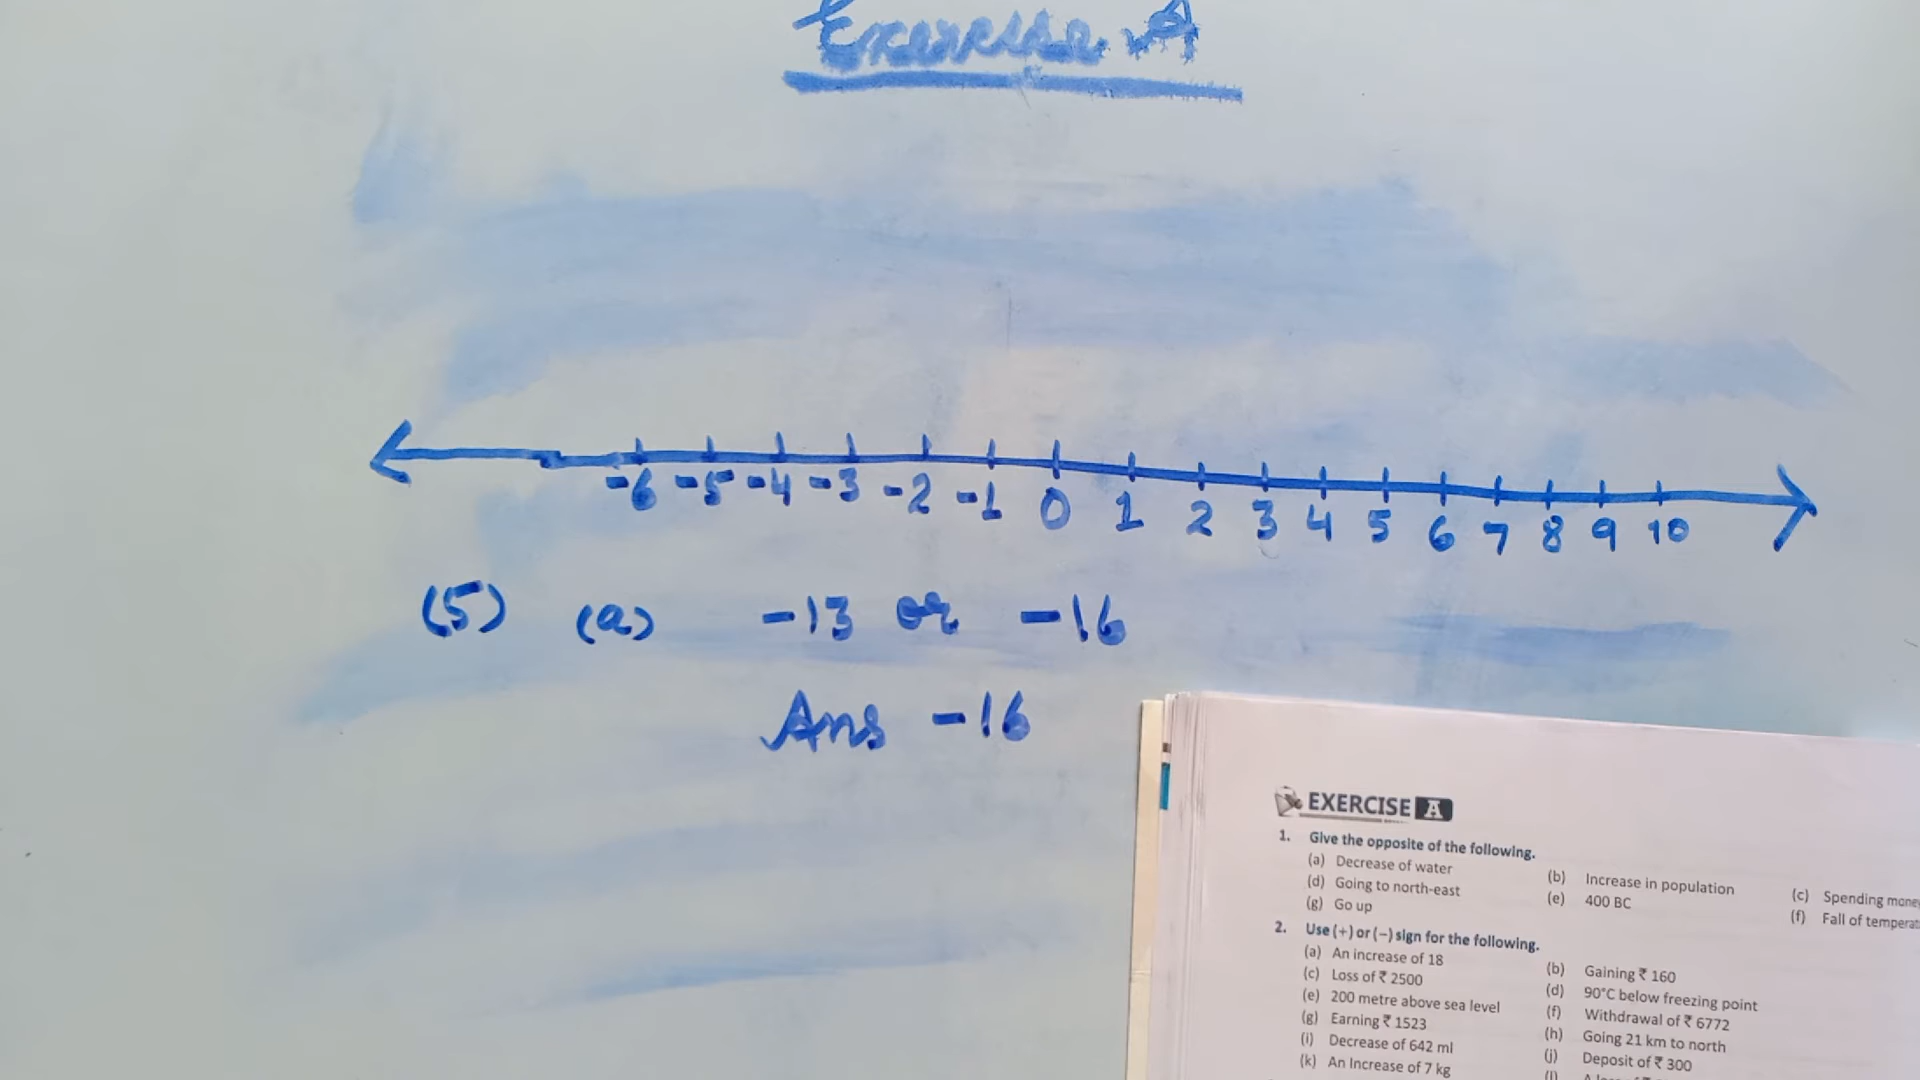 Exercise A
-6 -5 -4 -3 -2 -1 0 1 2 3 4 5 6 7 8 9 10
(5) (a) -13 or -16
Ans -16
EXERCISE A
1. Give the opposite of the following.
(a) Decrease of water (b) Increase in population (c) Spending money
(d) Going to north-east (e) 400 BC (f) Fall of
(g) Go up
2. Use (+) or (−) sign for the following.
(a) An increase of 18 (b) Gaining ₹ 160
(c) Loss of ₹ 2500 (d) 90°C below freezing point
(e) 200 metre above sea level (f) Withdrawal of ₹ 6772
(g) Earning ₹ 1523 (h) Going 21 km to north
(i) Decrease of 642 ml (j) Deposit of ₹ 300
(k) An Increase of 7 kg